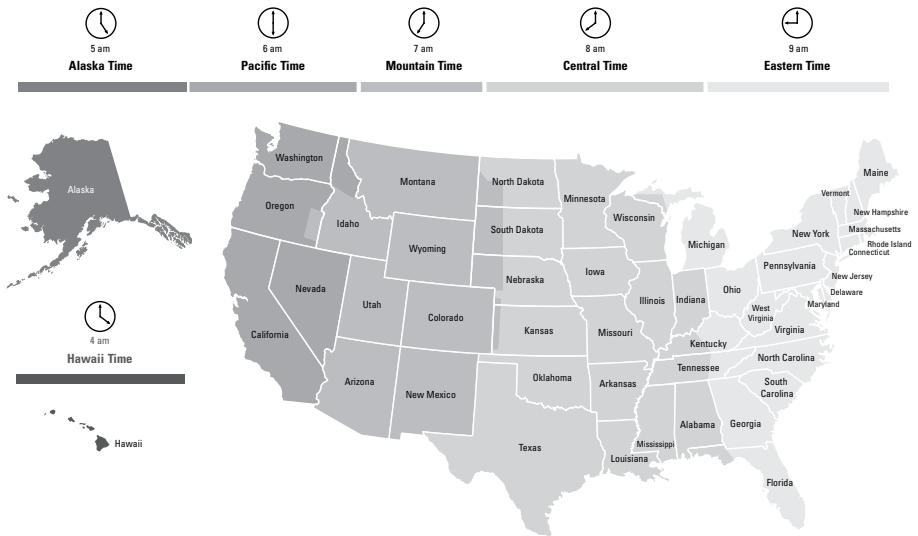 5 am
Alaska Time
6 am
Pacific Time
7 am
Mountain Time
8 am
Central Time
9 am
Eastern Time
Alaska
4 am
Hawaii Time
Hawaii
Washington
Oregon
Idaho
Montana
Wyoming
Nevada
California
Utah
Colorado
Arizona
New Mexico
North Dakota
South Dakota
Nebraska
Kansas
Oklahoma
Texas
Minnesota
Iowa
Missouri
Arkansas
Louisiana
Wisconsin
Illinois
Indiana
Michigan
Ohio
Kentucky
Tennessee
Mississippi
Alabama
Georgia
Florida
South
Carolina
North Carolina
Virginia
West
Virginia
Pennsylvania
New York
Vermont
Maine
New Hampshire
Massachusetts
Rhode Island
Connecticut
New Jersey
Delaware
Maryland